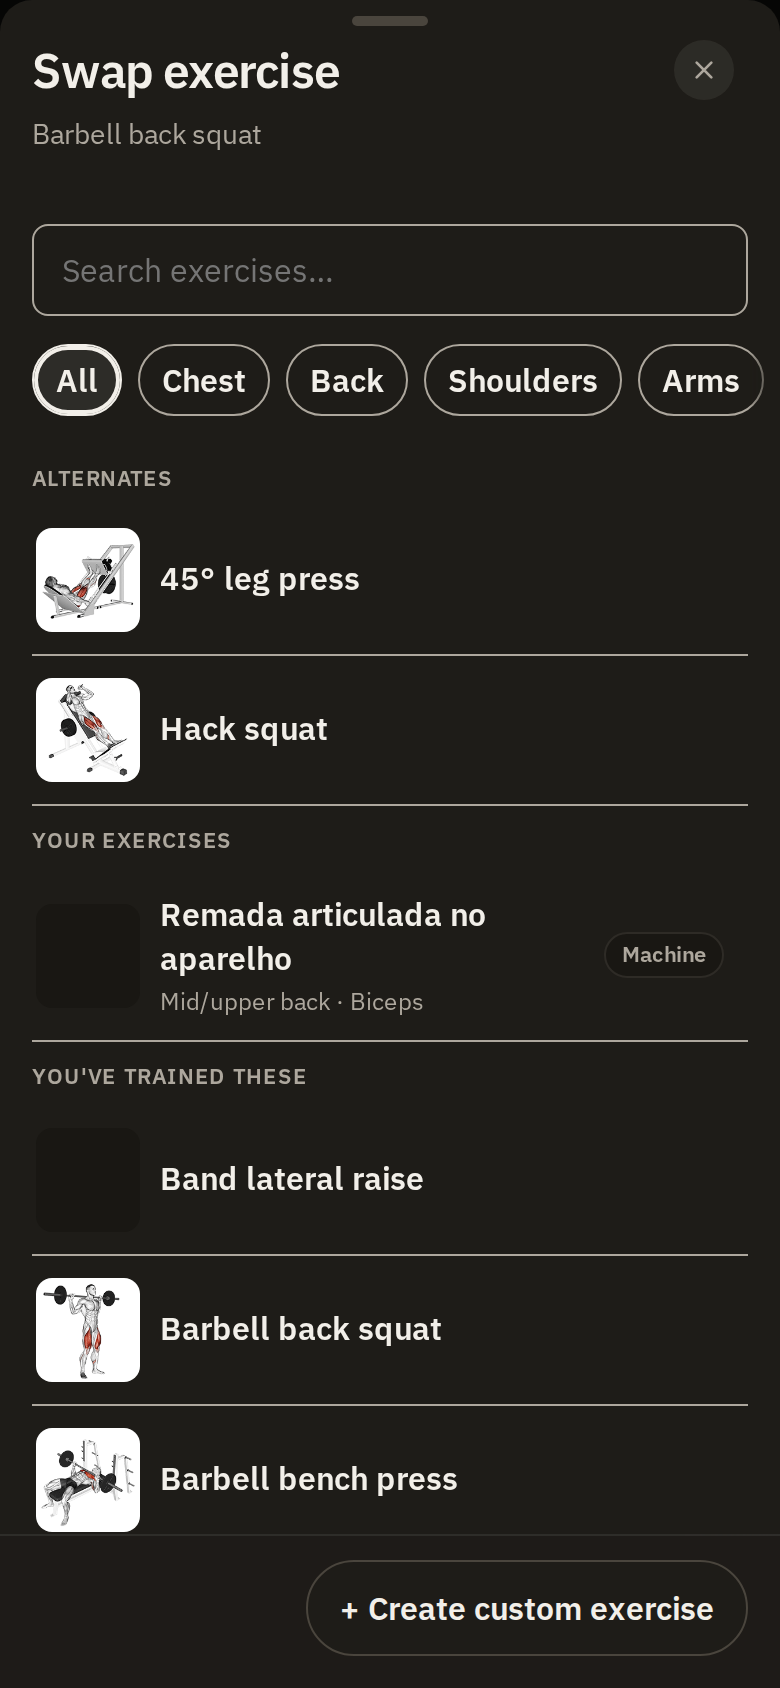 Swap exercise
Barbell back squat
Search exercises...
All
Chest
Back
Shoulders
Arms
ALTERNATES
45° leg press
Hack squat
YOUR EXERCISES
Remada articulada no
aparelho
Machine
Mid/upper back · Biceps
YOU'VE TRAINED THESE
Band lateral raise
Barbell back squat
Barbell bench press
+ Create custom exercise